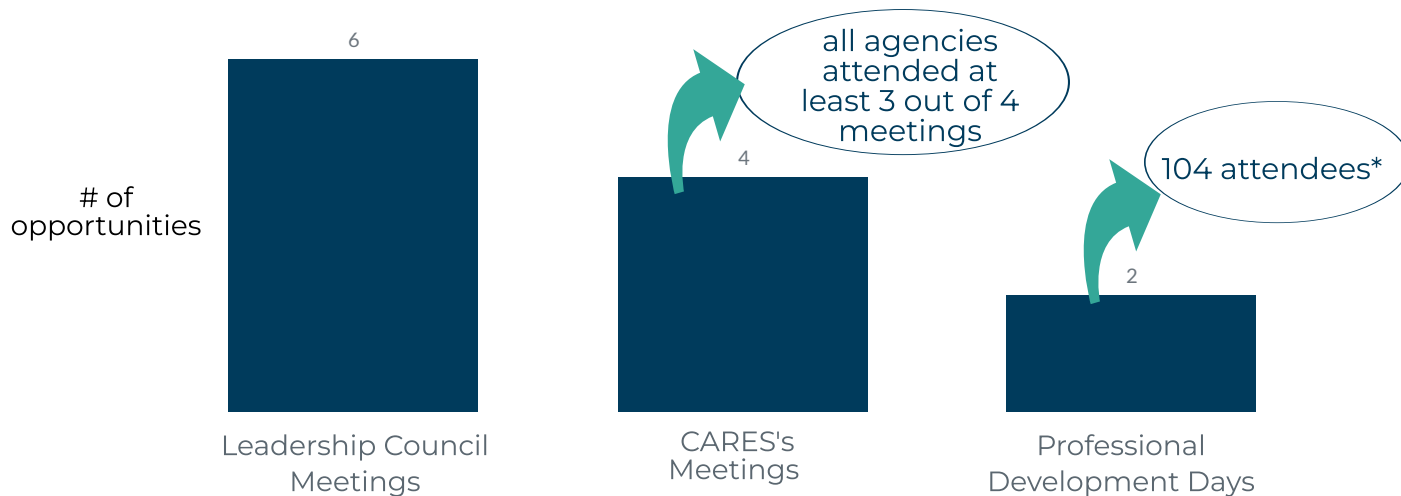 6
all agencies
attended at
least 3 out of 4
meetings
4
104 attendees*
# of
opportunities
2
Leadership Council
Meetings
CARES's
Meetings
Professional
Development Days